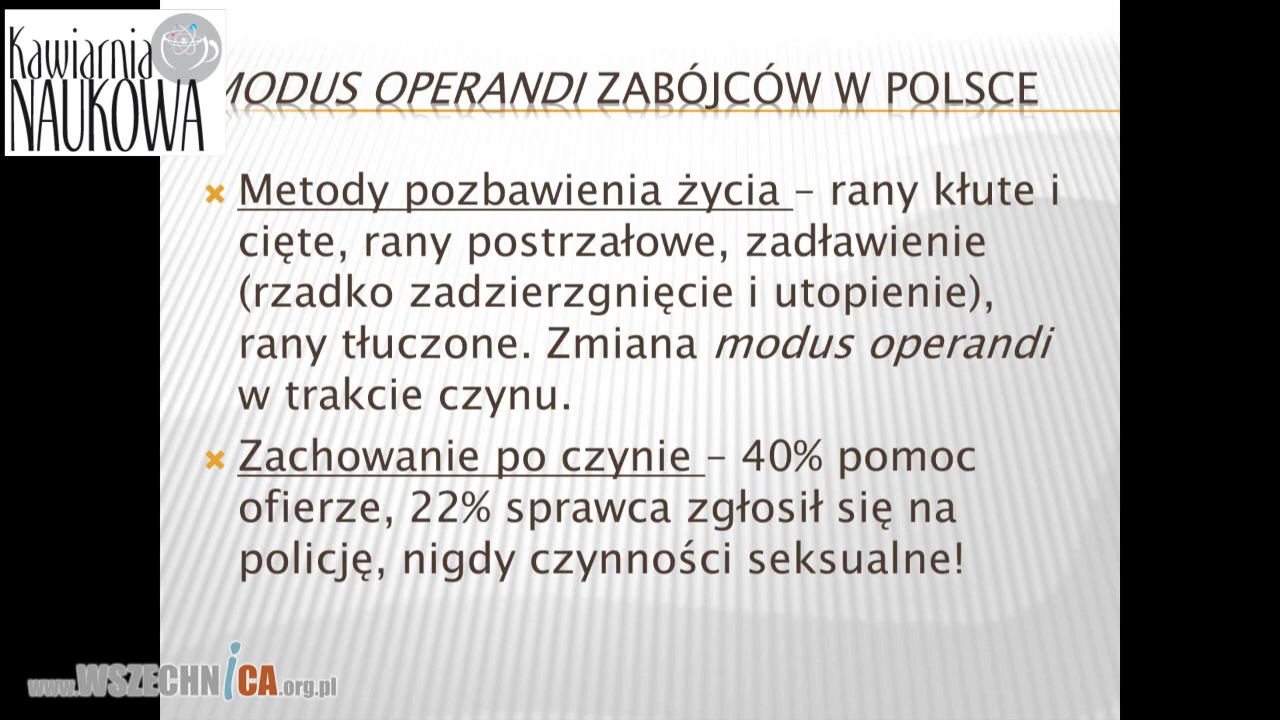 Kawiarnia
NAUKOWA
MODUS OPERANDI ZABÓJCÓW W POLSCE
Metody pozbawienia życia – rany kłute i
cięte, rany postrzałowe, zadławienie
(rzadko zadzierzgnięcie i utopienie),
rany tłuczone. Zmiana modus operandi
w trakcie czynu.
Zachowanie po czynie – 40% pomoc
ofierze, 22% sprawca zgłosił się na
policję, nigdy czynności seksualne!
www.WSZECHNiCA.org.pl